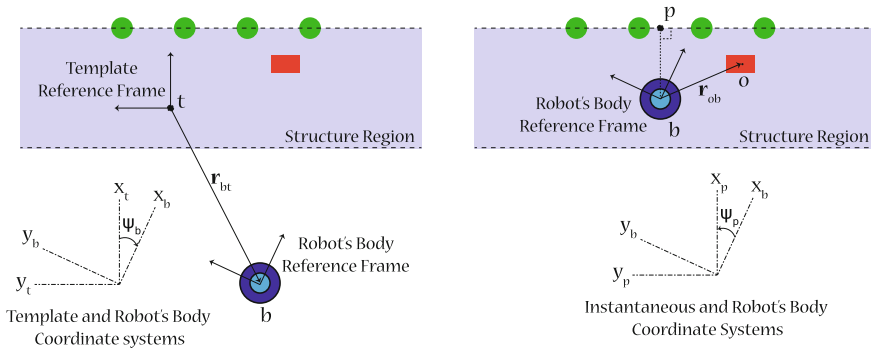 Template
Reference Frame
t
Structure Region
r_bt
x_t
x_b
ψ_b
y_b
y_t
Robot's Body
Reference Frame
b
Template and Robot's Body
Coordinate systems
p
Robot's Body
Reference Frame
b
r_ob
o
Structure Region
x_p
x_b
ψ_p
y_b
y_p
Instantaneous and Robot's Body
Coordinate Systems